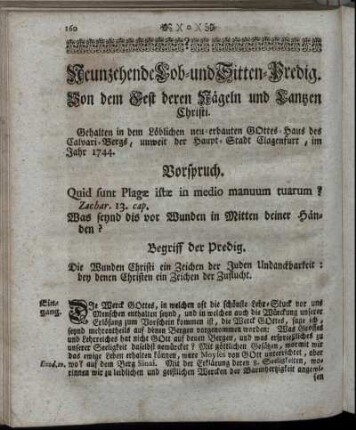 160
Neunzehende Lob- und Sitten-Predig.
Von dem Fest deren Nägeln und Lantzen
Christi.
Gehalten in dem Löblichen neu-erbauten GOttes-Haus des
Calvari-Bergs, unweit der Haupt-Stadt Clagenfurt, im
Jahr 1744.
Vorspruch.
Quid sunt Plagæ istæ in medio manuum tuarum?
Zachar. 13. cap.
Was seynd dis vor Wunden in Mitten deiner Hän-
den?
Begriff der Predig.
Die Wunden Christi ein Zeichen der Juden Undanckbarkeit:
bey denen Christen ein Zeichen der Zuflucht.
Ein-
gang.
DIe Werck GOttes, in welchen oft die schönste Lehr-Stuck vor uns
Menschen enthalten seynd, und in welchen auch die Würckung unserer
Erlösung zum Vorschein kommen ist, die Werck GOttes, sage ich,
seynd mehrentheils auf denen Bergen vorgenommen worden: Was Grosses
und Lehrreiches hat nicht GOtt auf denen Bergen, und was ersprießliches zu
unserer Seeligkeit daselbst gewürcket? Mit göttlichen Gesätzen, wormit wir
das ewige Leben erhalten können, ware Moyses von GOtt unterrichtet, aber
Exod. 19. wo? auf dem Berg Sinai. Mit der Erklärung deren 8. Seeligkeiten, wor-
innen wir zu leiblichen und geistlichen Wercken der Barmhertzigkeit angewie-
sen